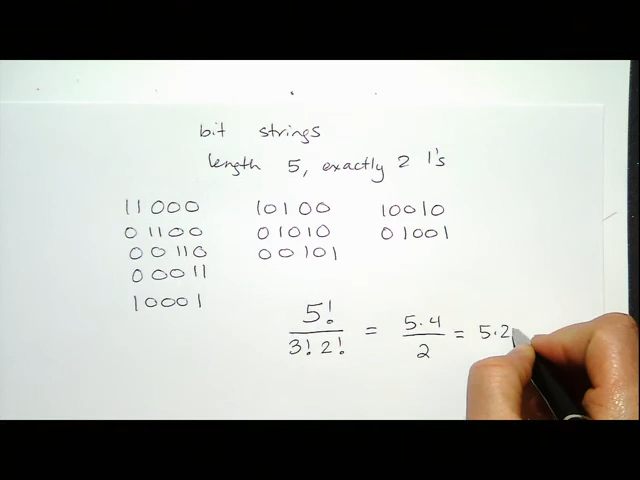 bit strings
length 5, exactly 2 1's
11000 10100 10010
01100 01010 01001
00110 00101
00011
10001
5!/3!2! = 5·4/2 = 5·2